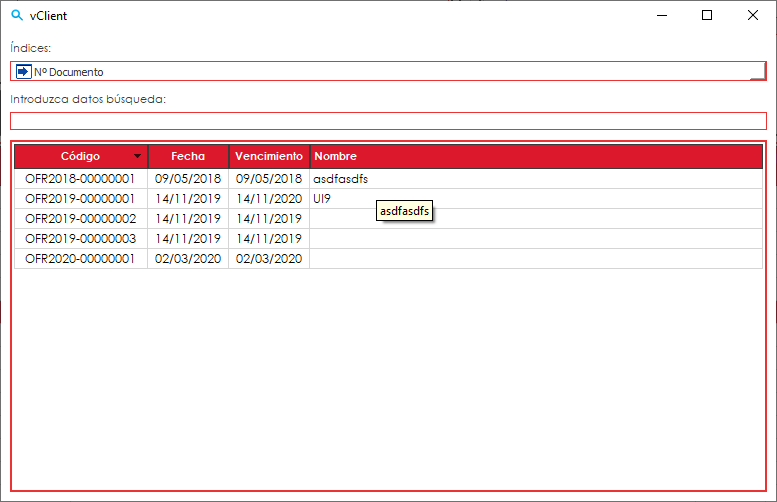 vClient
Índices:
Nº Documento
Introduzca datos búsqueda:
Código Fecha Vencimiento Nombre
OFR2018-00000001 09/05/2018 09/05/2018 asdfasdfs
OFR2019-00000001 14/11/2019 14/11/2020 UI9
asdfasdfs
OFR2019-00000002 14/11/2019 14/11/2019
OFR2019-00000003 14/11/2019 14/11/2019
OFR2020-00000001 02/03/2020 02/03/2020